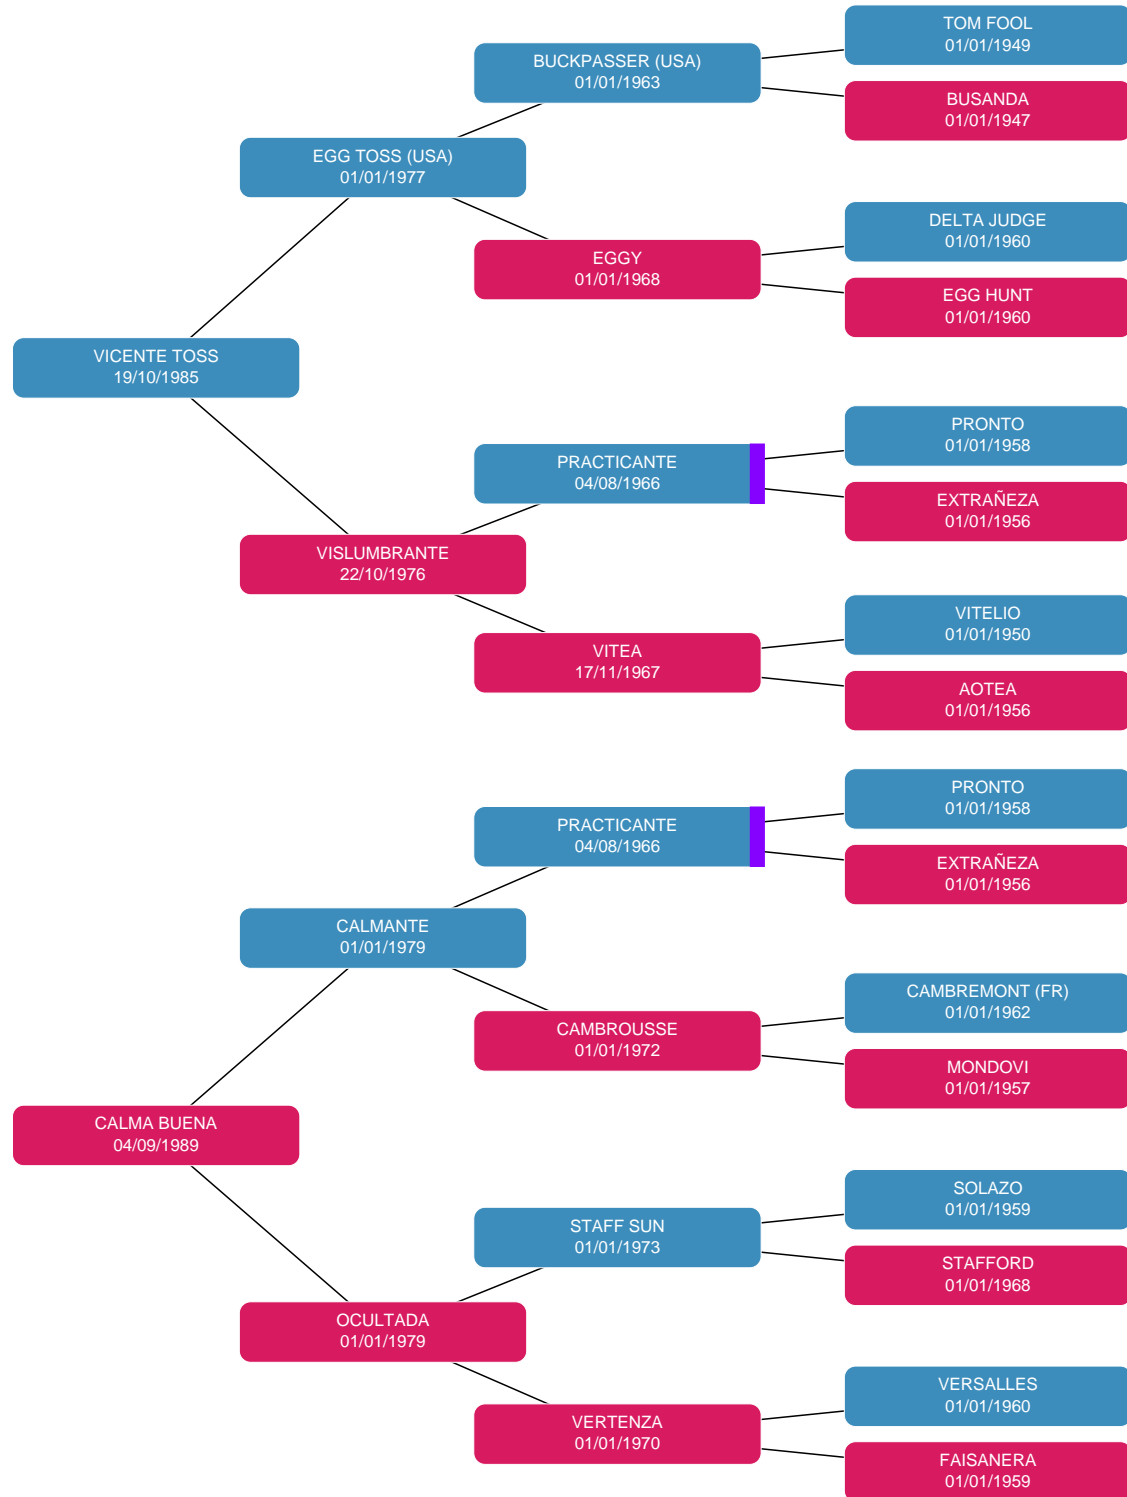 TOM FOOL
01/01/1949
BUCKPASSER (USA)
01/01/1963
BUSANDA
01/01/1947
EGG TOSS (USA)
01/01/1977
DELTA JUDGE
01/01/1960
EGGY
01/01/1968
EGG HUNT
01/01/1960
VICENTE TOSS
19/10/1985
PRONTO
01/01/1958
PRACTICANTE
04/08/1966
EXTRAÑEZA
01/01/1956
VISLUMBRANTE
22/10/1976
VITELIO
01/01/1950
VITEA
17/11/1967
AOTEA
01/01/1956
PRONTO
01/01/1958
PRACTICANTE
04/08/1966
EXTRAÑEZA
01/01/1956
CALMANTE
01/01/1979
CAMBREMONT (FR)
01/01/1962
CAMBROUSSE
01/01/1972
MONDOVI
01/01/1957
CALMA BUENA
04/09/1989
SOLAZO
01/01/1959
STAFF SUN
01/01/1973
STAFFORD
01/01/1968
OCULTADA
01/01/1979
VERSALLES
01/01/1960
VERTENZA
01/01/1970
FAISANERA
01/01/1959